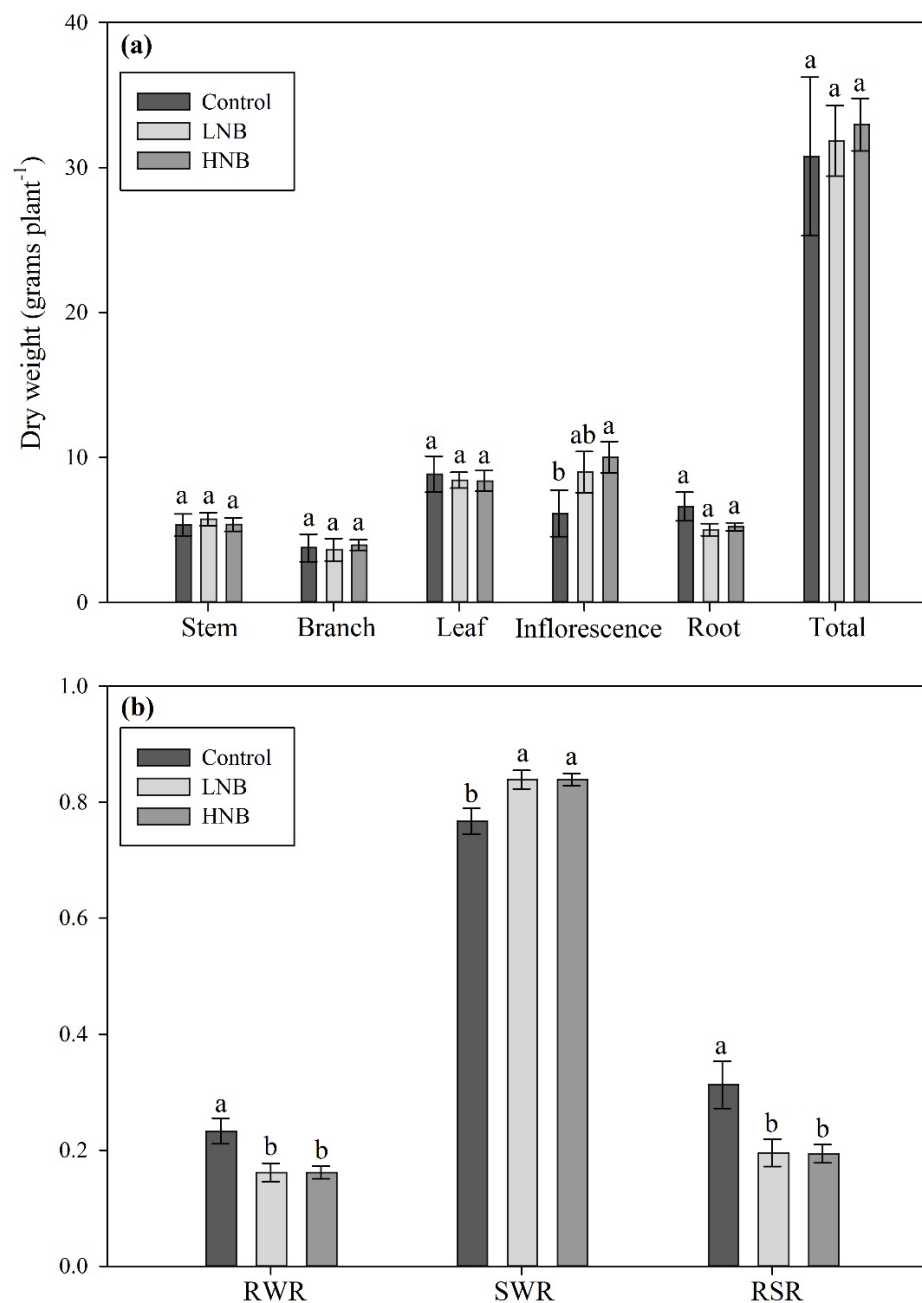 40
(a)
Control
LNB
HNB
a
a
a
30
20
10
0
Dry weight (grams plant⁻¹)
a
a
a
a
a
a
a
a
a
b
ab
a
a
a
a
Stem
Branch
Leaf
Inflorescence
Root
Total
1.0
(b)
Control
LNB
HNB
0.8
0.6
0.4
0.2
0.0
a
b
b
b
a
a
a
b
b
RWR
SWR
RSR